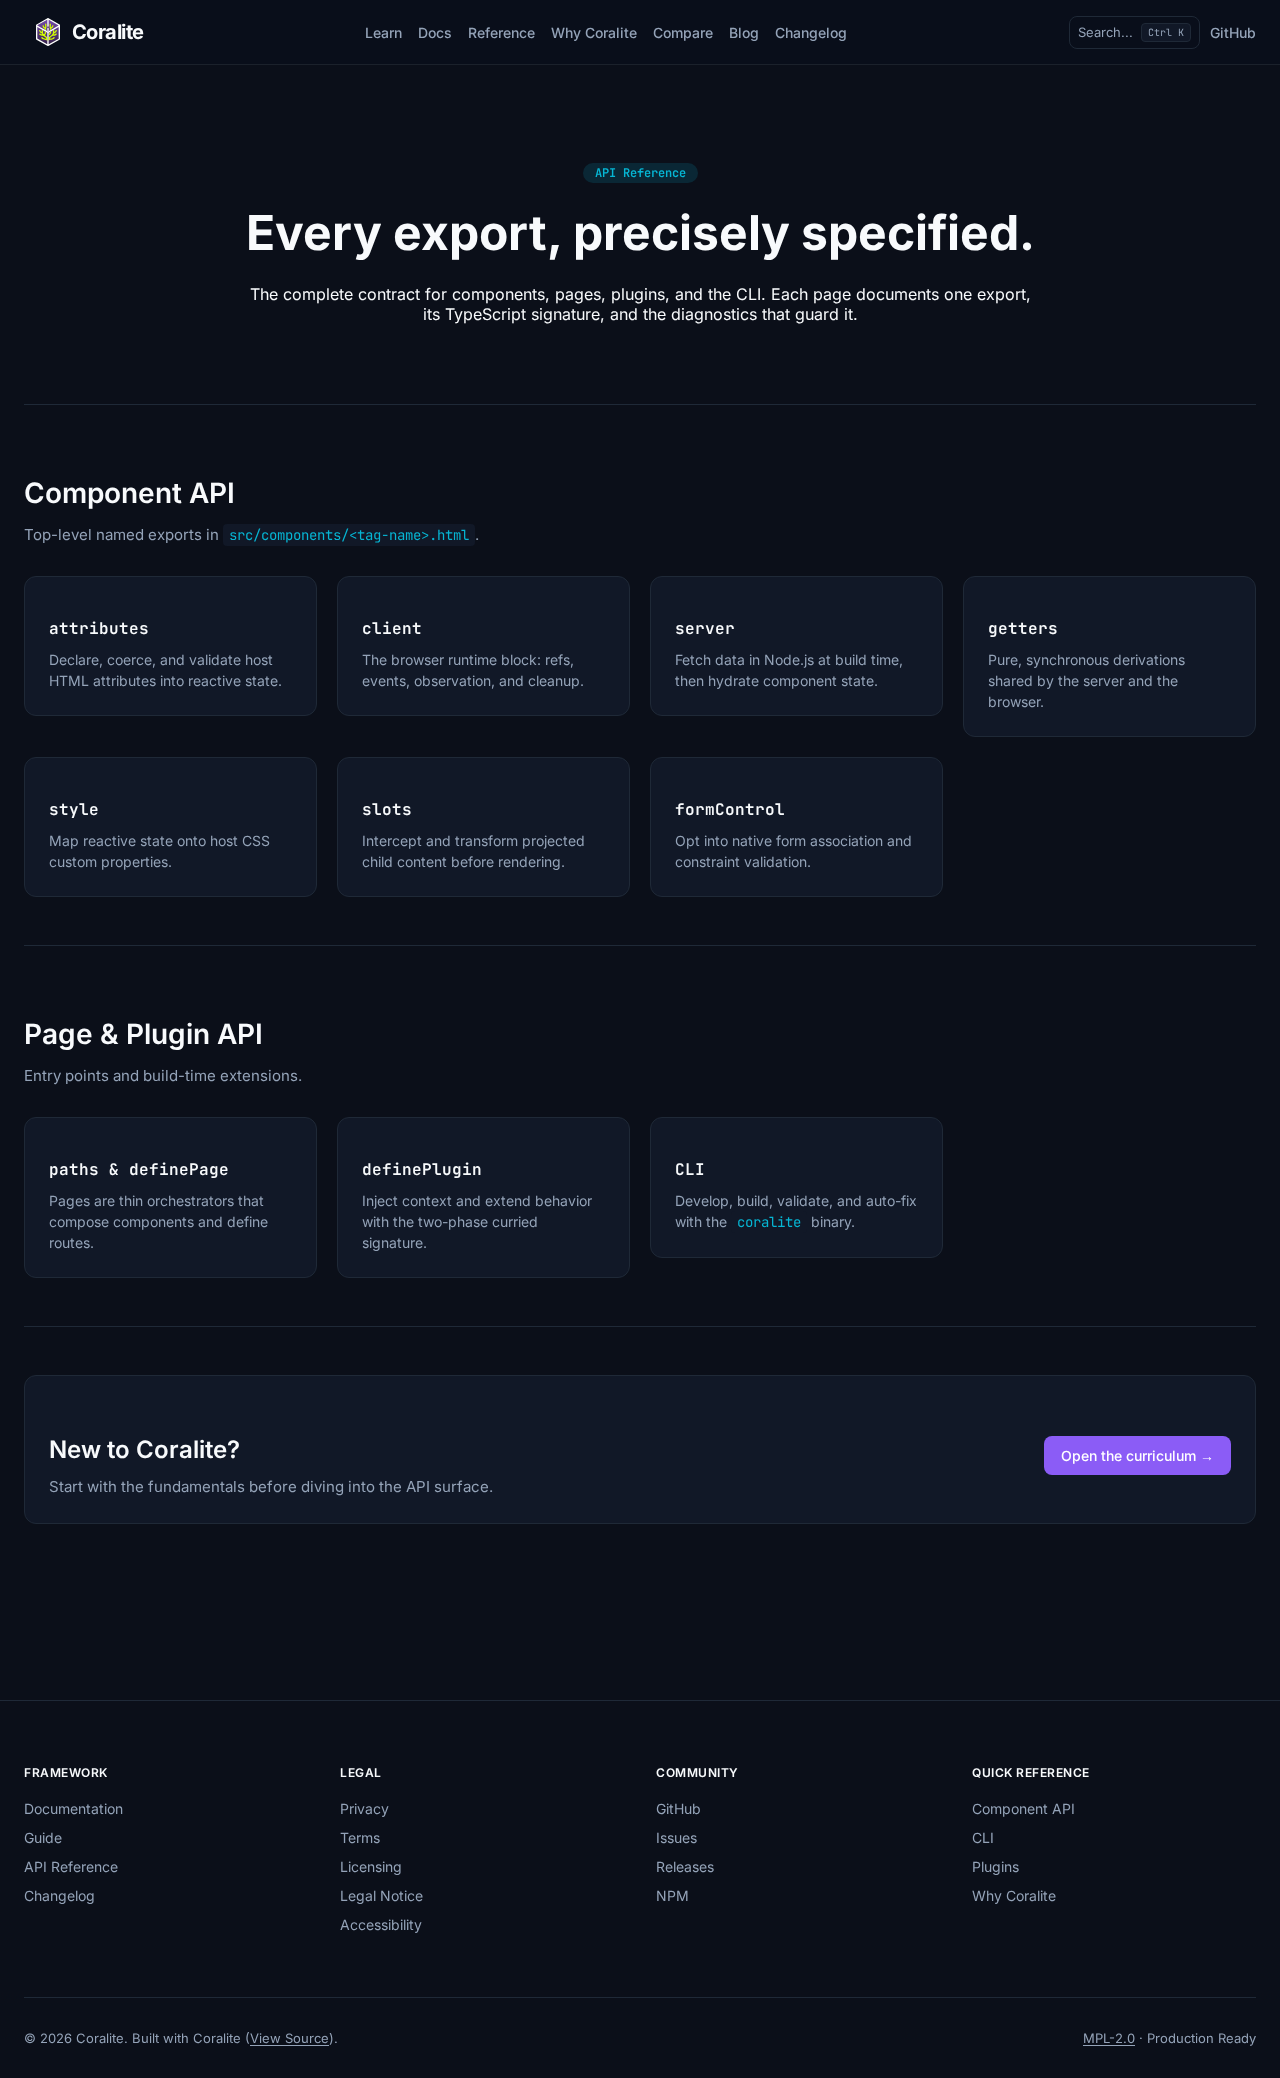 Coralite
Learn Docs Reference Why Coralite Compare Blog Changelog
Search... Ctrl K GitHub
API Reference
Every export, precisely specified.
The complete contract for components, pages, plugins, and the CLI. Each page documents one export,
its TypeScript signature, and the diagnostics that guard it.
Component API
Top-level named exports in src/components/<tag-name>.html.
attributes
Declare, coerce, and validate host
HTML attributes into reactive state.
client
The browser runtime block: refs,
events, observation, and cleanup.
server
Fetch data in Node.js at build time,
then hydrate component state.
getters
Pure, synchronous derivations
shared by the server and the
browser.
style
Map reactive state onto host CSS
custom properties.
slots
Intercept and transform projected
child content before rendering.
formControl
Opt into native form association and
constraint validation.
Page & Plugin API
Entry points and build-time extensions.
paths & definePage
Pages are thin orchestrators that
compose components and define
routes.
definePlugin
Inject context and extend behavior
with the two-phase curried
signature.
CLI
Develop, build, validate, and auto-fix
with the coralite binary.
New to Coralite?
Start with the fundamentals before diving into the API surface.
Open the curriculum →
FRAMEWORK
Documentation
Guide
API Reference
Changelog
LEGAL
Privacy
Terms
Licensing
Legal Notice
Accessibility
COMMUNITY
GitHub
Issues
Releases
NPM
QUICK REFERENCE
Component API
CLI
Plugins
Why Coralite
© 2026 Coralite. Built with Coralite (View Source).
MPL-2.0 · Production Ready